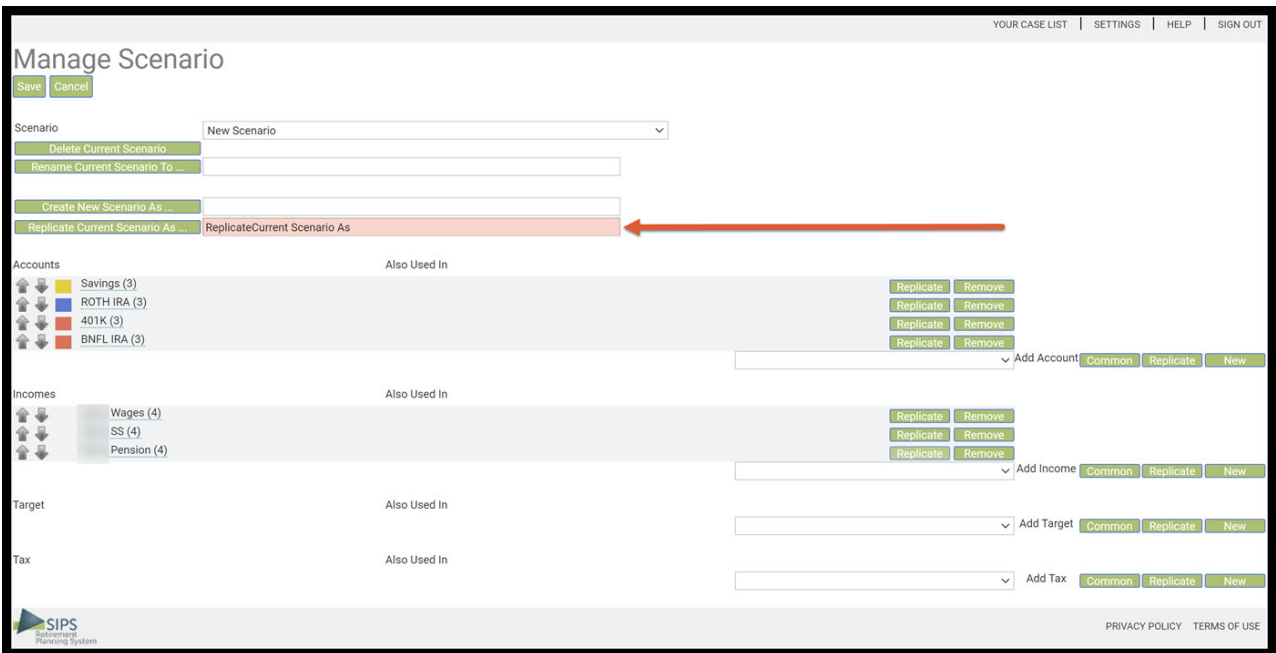 YOUR CASE LIST | SETTINGS | HELP | SIGN OUT
Manage Scenario
Save Cancel
Scenario New Scenario
Delete Current Scenario
Rename Current Scenario To ...
Create New Scenario As ...
Replicate Current Scenario As ... ReplicateCurrent Scenario As
Accounts Also Used In
Savings (3) Replicate Remove
ROTH IRA (3) Replicate Remove
401K (3) Replicate Remove
BNFL IRA (3) Replicate Remove
Add Account Common Replicate New
Incomes Also Used In
Wages (4) Replicate Remove
SS (4) Replicate Remove
Pension (4) Replicate Remove
Add Income Common Replicate New
Target Also Used In
Add Target Common Replicate New
Tax Also Used In
Add Tax Common Replicate New
SIPS
Retirement
Planning System
PRIVACY POLICY TERMS OF USE